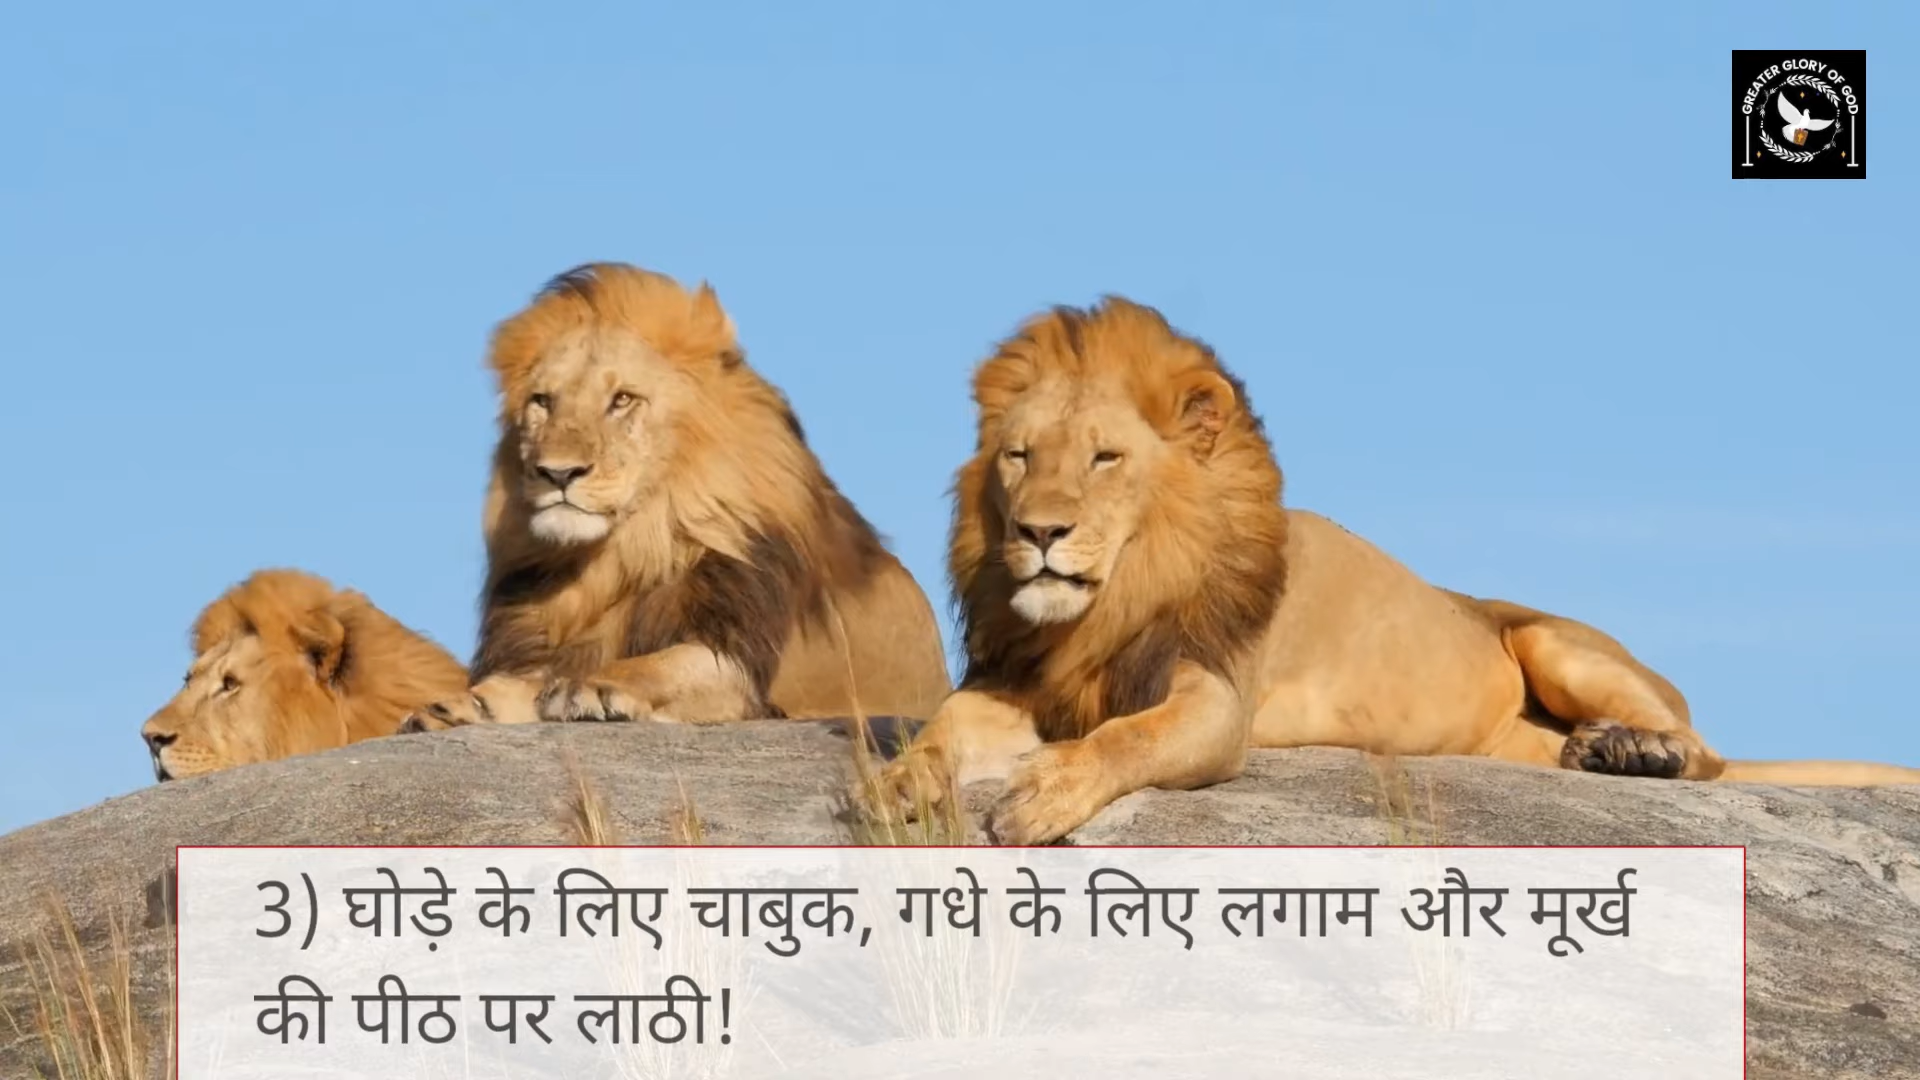 GREATER GLORY OF GOD
3) घोड़े के लिए चाबुक, गधे के लिए लगाम और मूर्ख
की पीठ पर लाठी!